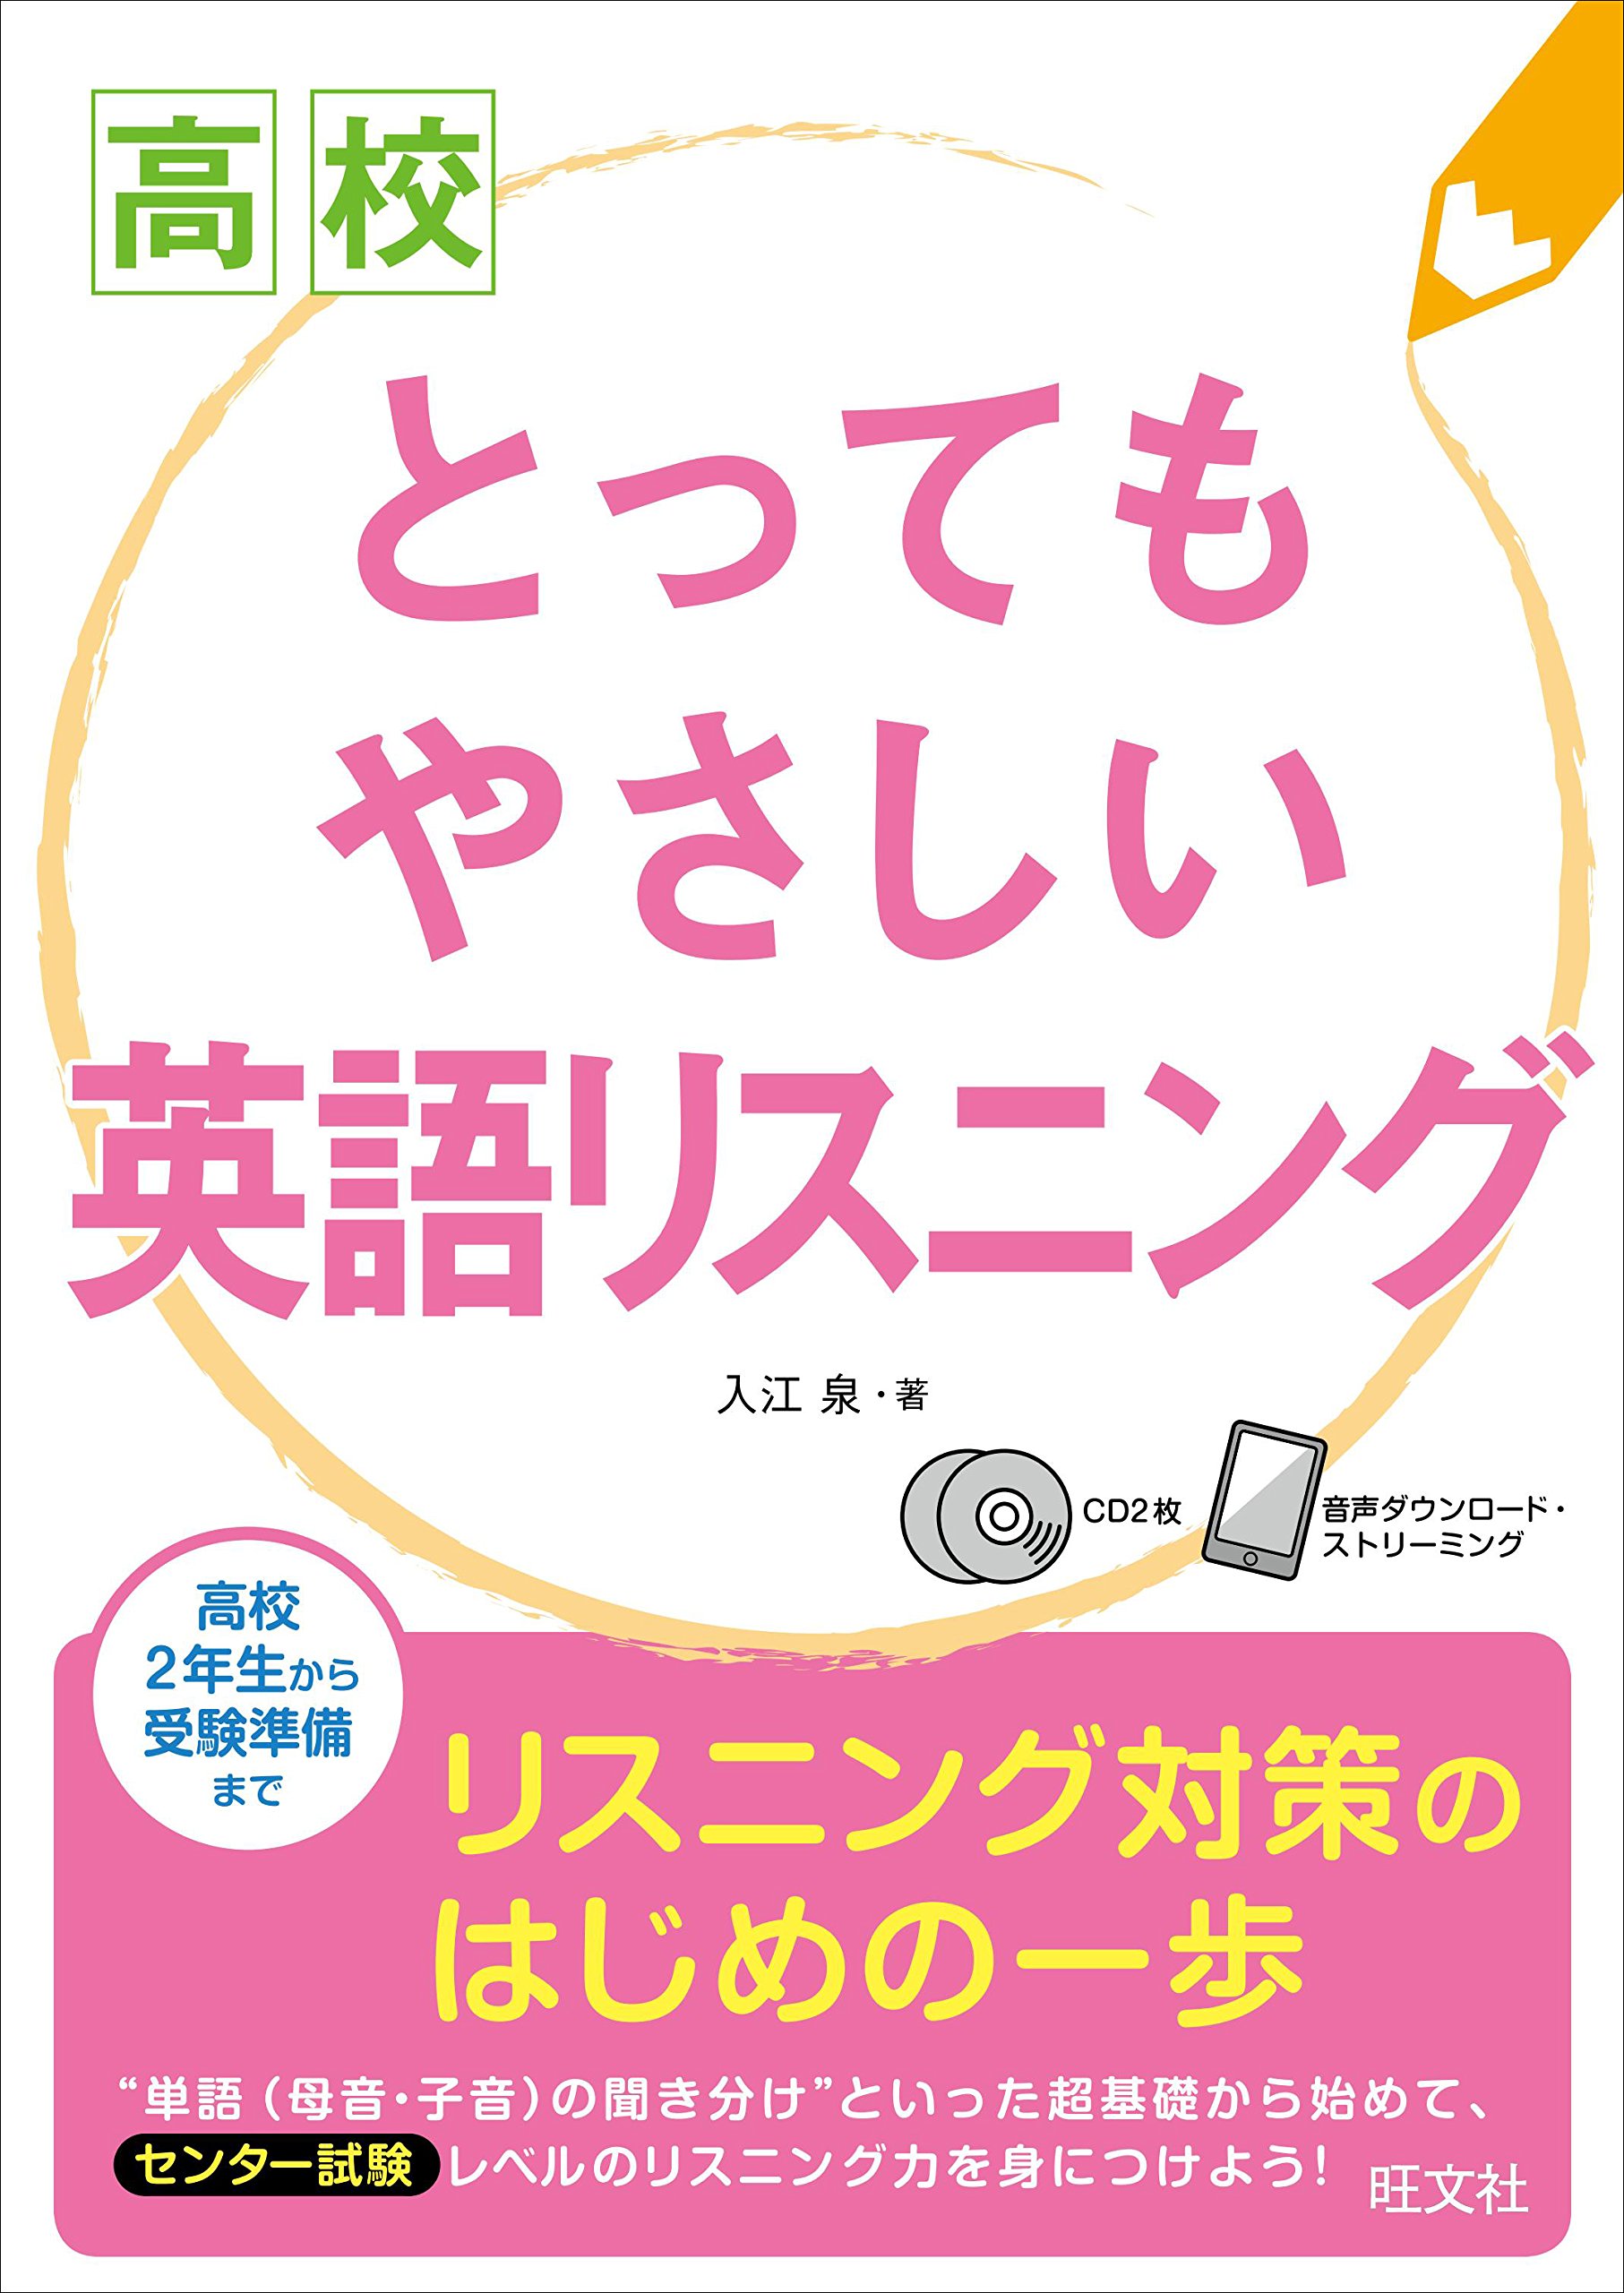 高校
とっても
やさしい
英語リスニング
入江 泉・著
CD2枚
音声ダウンロード・
ストリーミング
高校
2年生から
受験準備
まで
リスニング対策の
はじめの一歩
“単語（母音・子音）の聞き分け”といった超基礎から始めて、
センター試験レベルのリスニング力を身につけよう！
旺文社